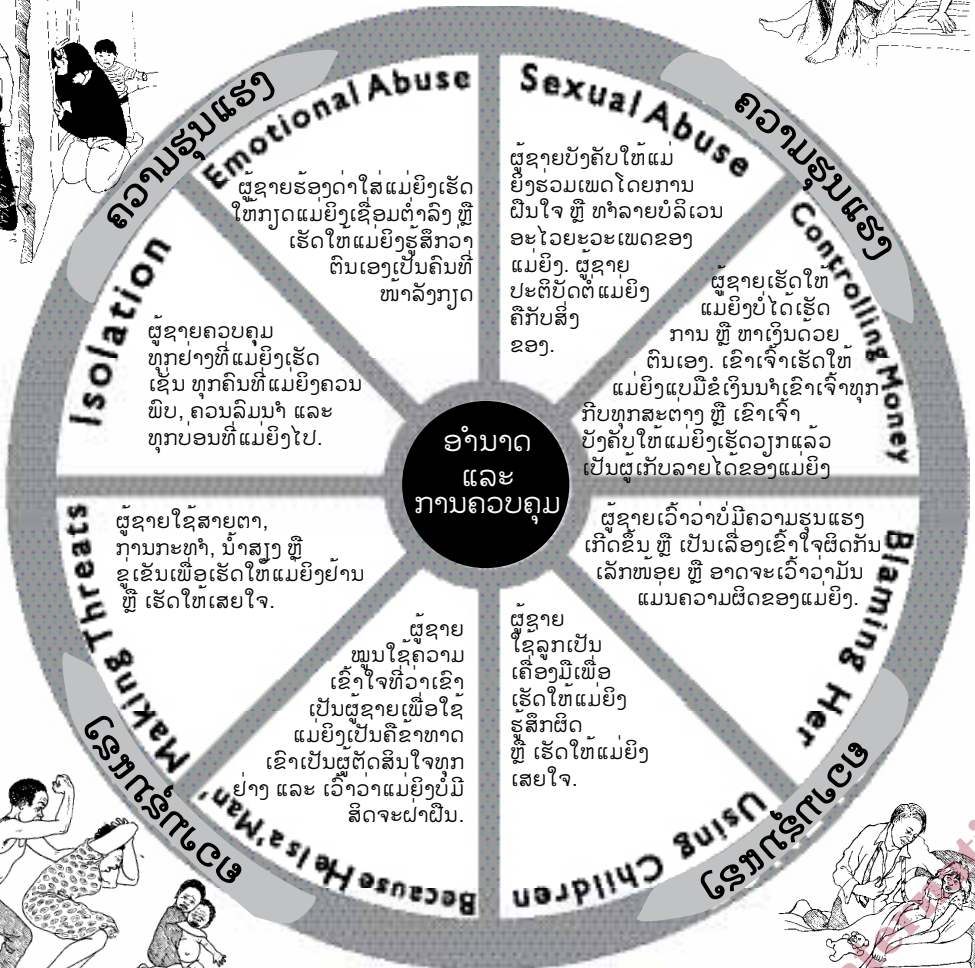 ຄວາມຮຸນແຮງ
ຄວາມຮຸນແຮງ
Emotional Abuse
ຜູ້ຊາຍຮ້ອງດ່າໃສ່ແມ່ຍິງເຮັດ
ໃຫ້ກຽດແມ່ຍິງເຊື່ອມຕ່ຳລົງ ຫຼື
ເຮັດໃຫ້ແມ່ຍິງຮູ້ສຶກວ່າ
ຕົນເອງເປັນຄົນທີ່
ໜ້າລັງກຽດ
Sexual Abuse
ຜູ້ຊາຍບັງຄັບໃຫ້ແມ່
ຍິງຮ່ວມເພດໂດຍການ
ຝືນໃຈ ຫຼື ທຳລາຍບໍລິເວນ
ອະໄວຍະວະເພດຂອງ
ແມ່ຍິງ. ຜູ້ຊາຍ
ປະຕິບັດຕໍ່ແມ່ຍິງ
ຄືກັບສິ່ງ
ຂອງ.
Controlling Money
ຜູ້ຊາຍເຮັດໃຫ້
ແມ່ຍິງບໍ່ໄດ້ເຮັດ
ການ ຫຼື ຫາເງິນດ້ວຍ
ຕົນເອງ. ເຂົາເຈົ້າເຮັດໃຫ້
ແມ່ຍິງແບມືຂໍເງິນນຳເຂົາເຈົ້າທຸກ
ກີບທຸກສະຕາງ ຫຼື ເຂົາເຈົ້າ
ບັງຄັບໃຫ້ແມ່ຍິງເຮັດວຽກແລ້ວ
ເປັນຜູ້ເກັບລາຍໄດ້ຂອງແມ່ຍິງ
Isolation
ຜູ້ຊາຍຄວບຄຸມ
ທຸກຢ່າງທີ່ແມ່ຍິງເຮັດ
ເຊັ່ນ ທຸກຄົນທີ່ແມ່ຍິງຄວນ
ພົບ, ຄວນລົມນຳ ແລະ
ທຸກບ່ອນທີ່ແມ່ຍິງໄປ.
ອຳນາດ
ແລະ
ການຄວບຄຸມ
Making Threats
ຜູ້ຊາຍໃຊ້ສາຍຕາ,
ການກະທຳ, ນ້ຳສຽງ ຫຼື
ຂູ່ເຂັນເພື່ອເຮັດໃຫ້ແມ່ຍິງຢ້ານ
ຫຼື ເຮັດໃຫ້ເສຍໃຈ.
Blaming Her
ຜູ້ຊາຍເວົ້າວ່າບໍ່ມີຄວາມຮຸນແຮງ
ເກີດຂຶ້ນ ຫຼື ເປັນເລື່ອງເຂົ້າໃຈຜິດກັນ
ເລັກໜ້ອຍ ຫຼື ອາດຈະເວົ້າວ່າມັນ
ແມ່ນຄວາມຜິດຂອງແມ່ຍິງ.
Because He Is a 'Man'
ຜູ້ຊາຍ
ໝູນໃຊ້ຄວາມ
ເຂົ້າໃຈທີ່ວ່າເຂົາ
ເປັນຜູ້ຊາຍເພື່ອໃຊ້
ແມ່ຍິງເປັນຄືຂ້າທາດ
ເຂົາເປັນຜູ້ຕັດສິນໃຈທຸກ
ຢ່າງ ແລະ ເວົ້າວ່າແມ່ຍິງບໍ່ມີ
ສິດຈະຝ່າຝືນ.
Using Children
ຜູ້ຊາຍ
ໃຊ້ລູກເປັນ
ເຄື່ອງມືເພື່ອ
ເຮັດໃຫ້ແມ່ຍິງ
ຮູ້ສຶກຜິດ
ຫຼື ເຮັດໃຫ້ແມ່ຍິງ
ເສຍໃຈ.
ຄວາມຮຸນແຮງ
ຄວາມຮຸນແຮງ